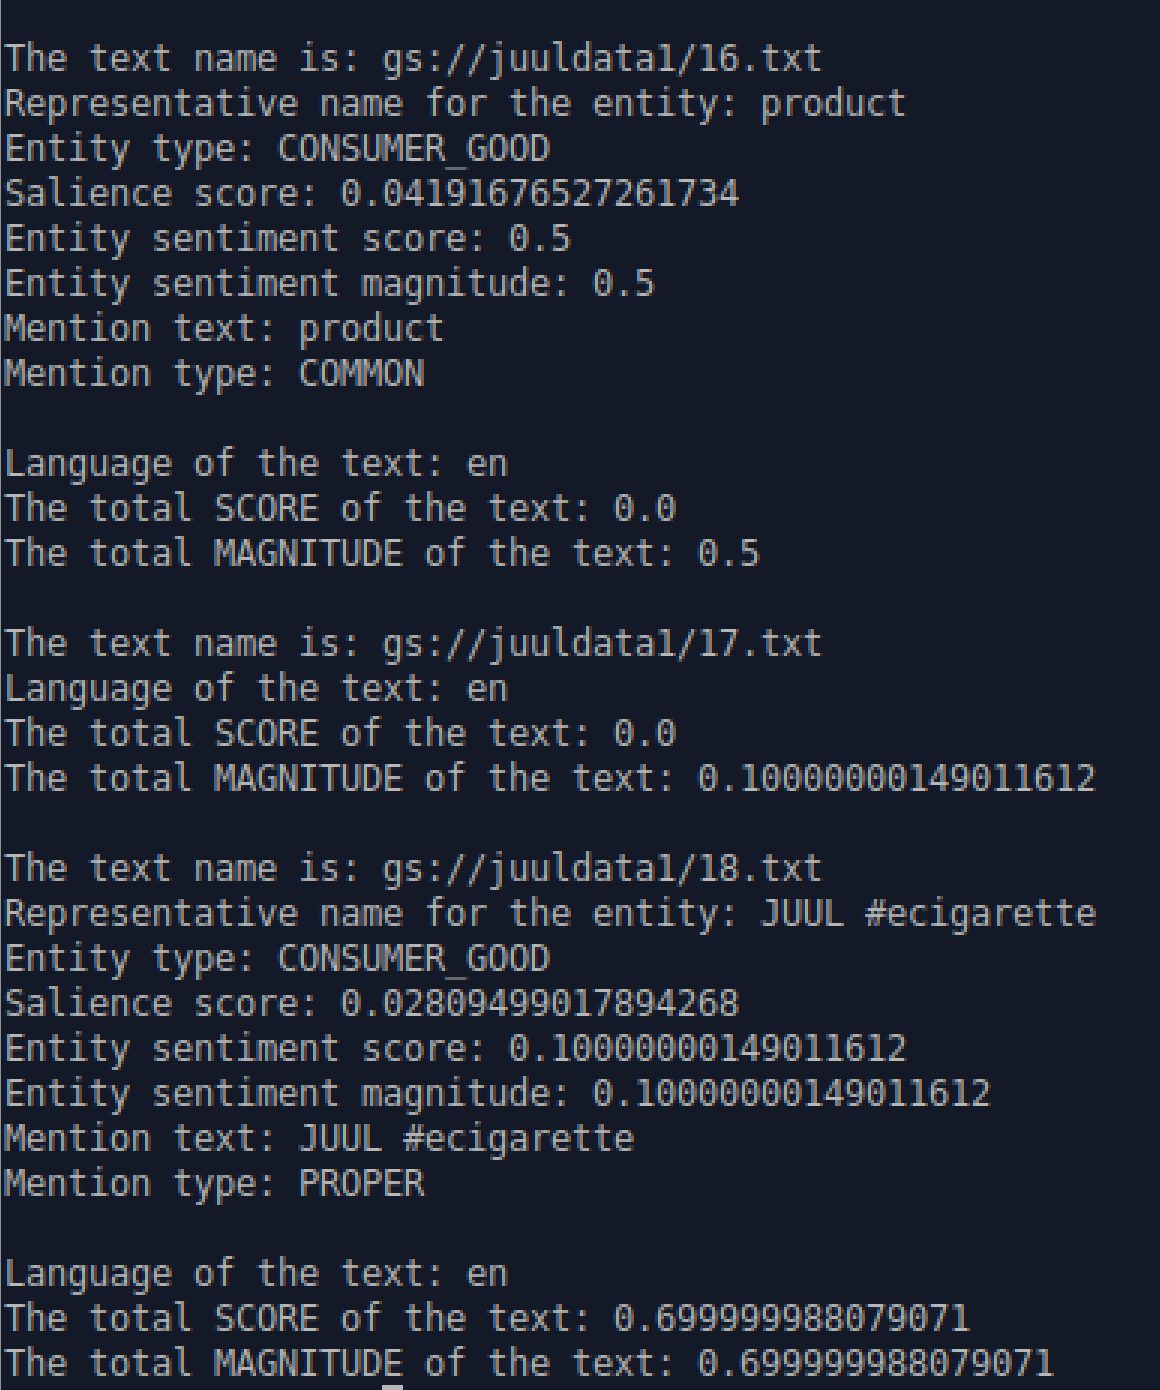 The text name is: gs://juuldata1/16.txt
Representative name for the entity: product
Entity type: CONSUMER_GOOD
Salience score: 0.04191676527261734
Entity sentiment score: 0.5
Entity sentiment magnitude: 0.5
Mention text: product
Mention type: COMMON
Language of the text: en
The total SCORE of the text: 0.0
The total MAGNITUDE of the text: 0.5
The text name is: gs://juuldata1/17.txt
Language of the text: en
The total SCORE of the text: 0.0
The total MAGNITUDE of the text: 0.10000000149011612
The text name is: gs://juuldata1/18.txt
Representative name for the entity: JUUL #ecigarette
Entity type: CONSUMER_GOOD
Salience score: 0.02809499017894268
Entity sentiment score: 0.10000000149011612
Entity sentiment magnitude: 0.10000000149011612
Mention text: JUUL #ecigarette
Mention type: PROPER
Language of the text: en
The total SCORE of the text: 0.699999988079071
The total MAGNITUDE of the text: 0.699999988079071